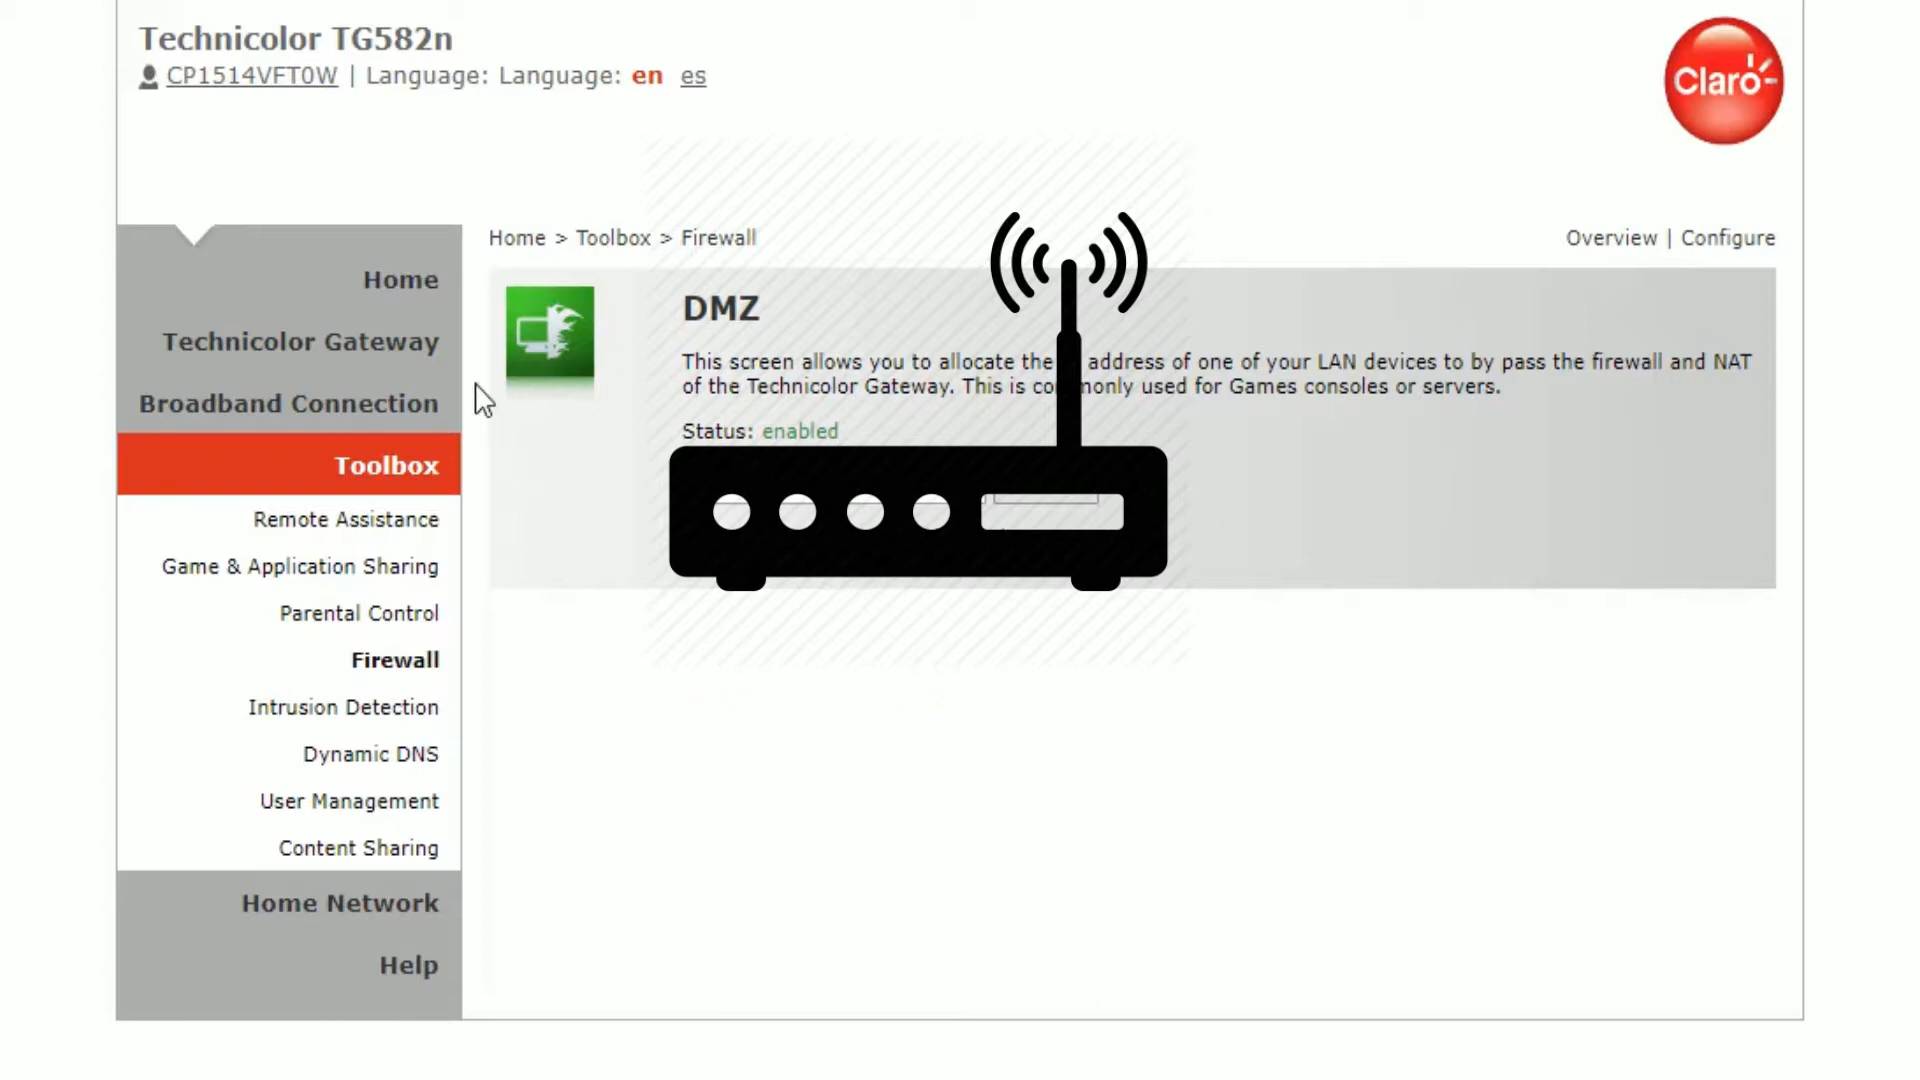 Technicolor TG582n
CP1514VFT0W | Language: Language: en es
Claro
Home > Toolbox > Firewall
Overview | Configure
Home
Technicolor Gateway
Broadband Connection
Toolbox
Remote Assistance
Game & Application Sharing
Parental Control
Firewall
Intrusion Detection
Dynamic DNS
User Management
Content Sharing
Home Network
Help
DMZ
This screen allows you to allocate the address of one of your LAN devices to by pass the firewall and NAT
of the Technicolor Gateway. This is commonly used for Games consoles or servers.
Status: enabled